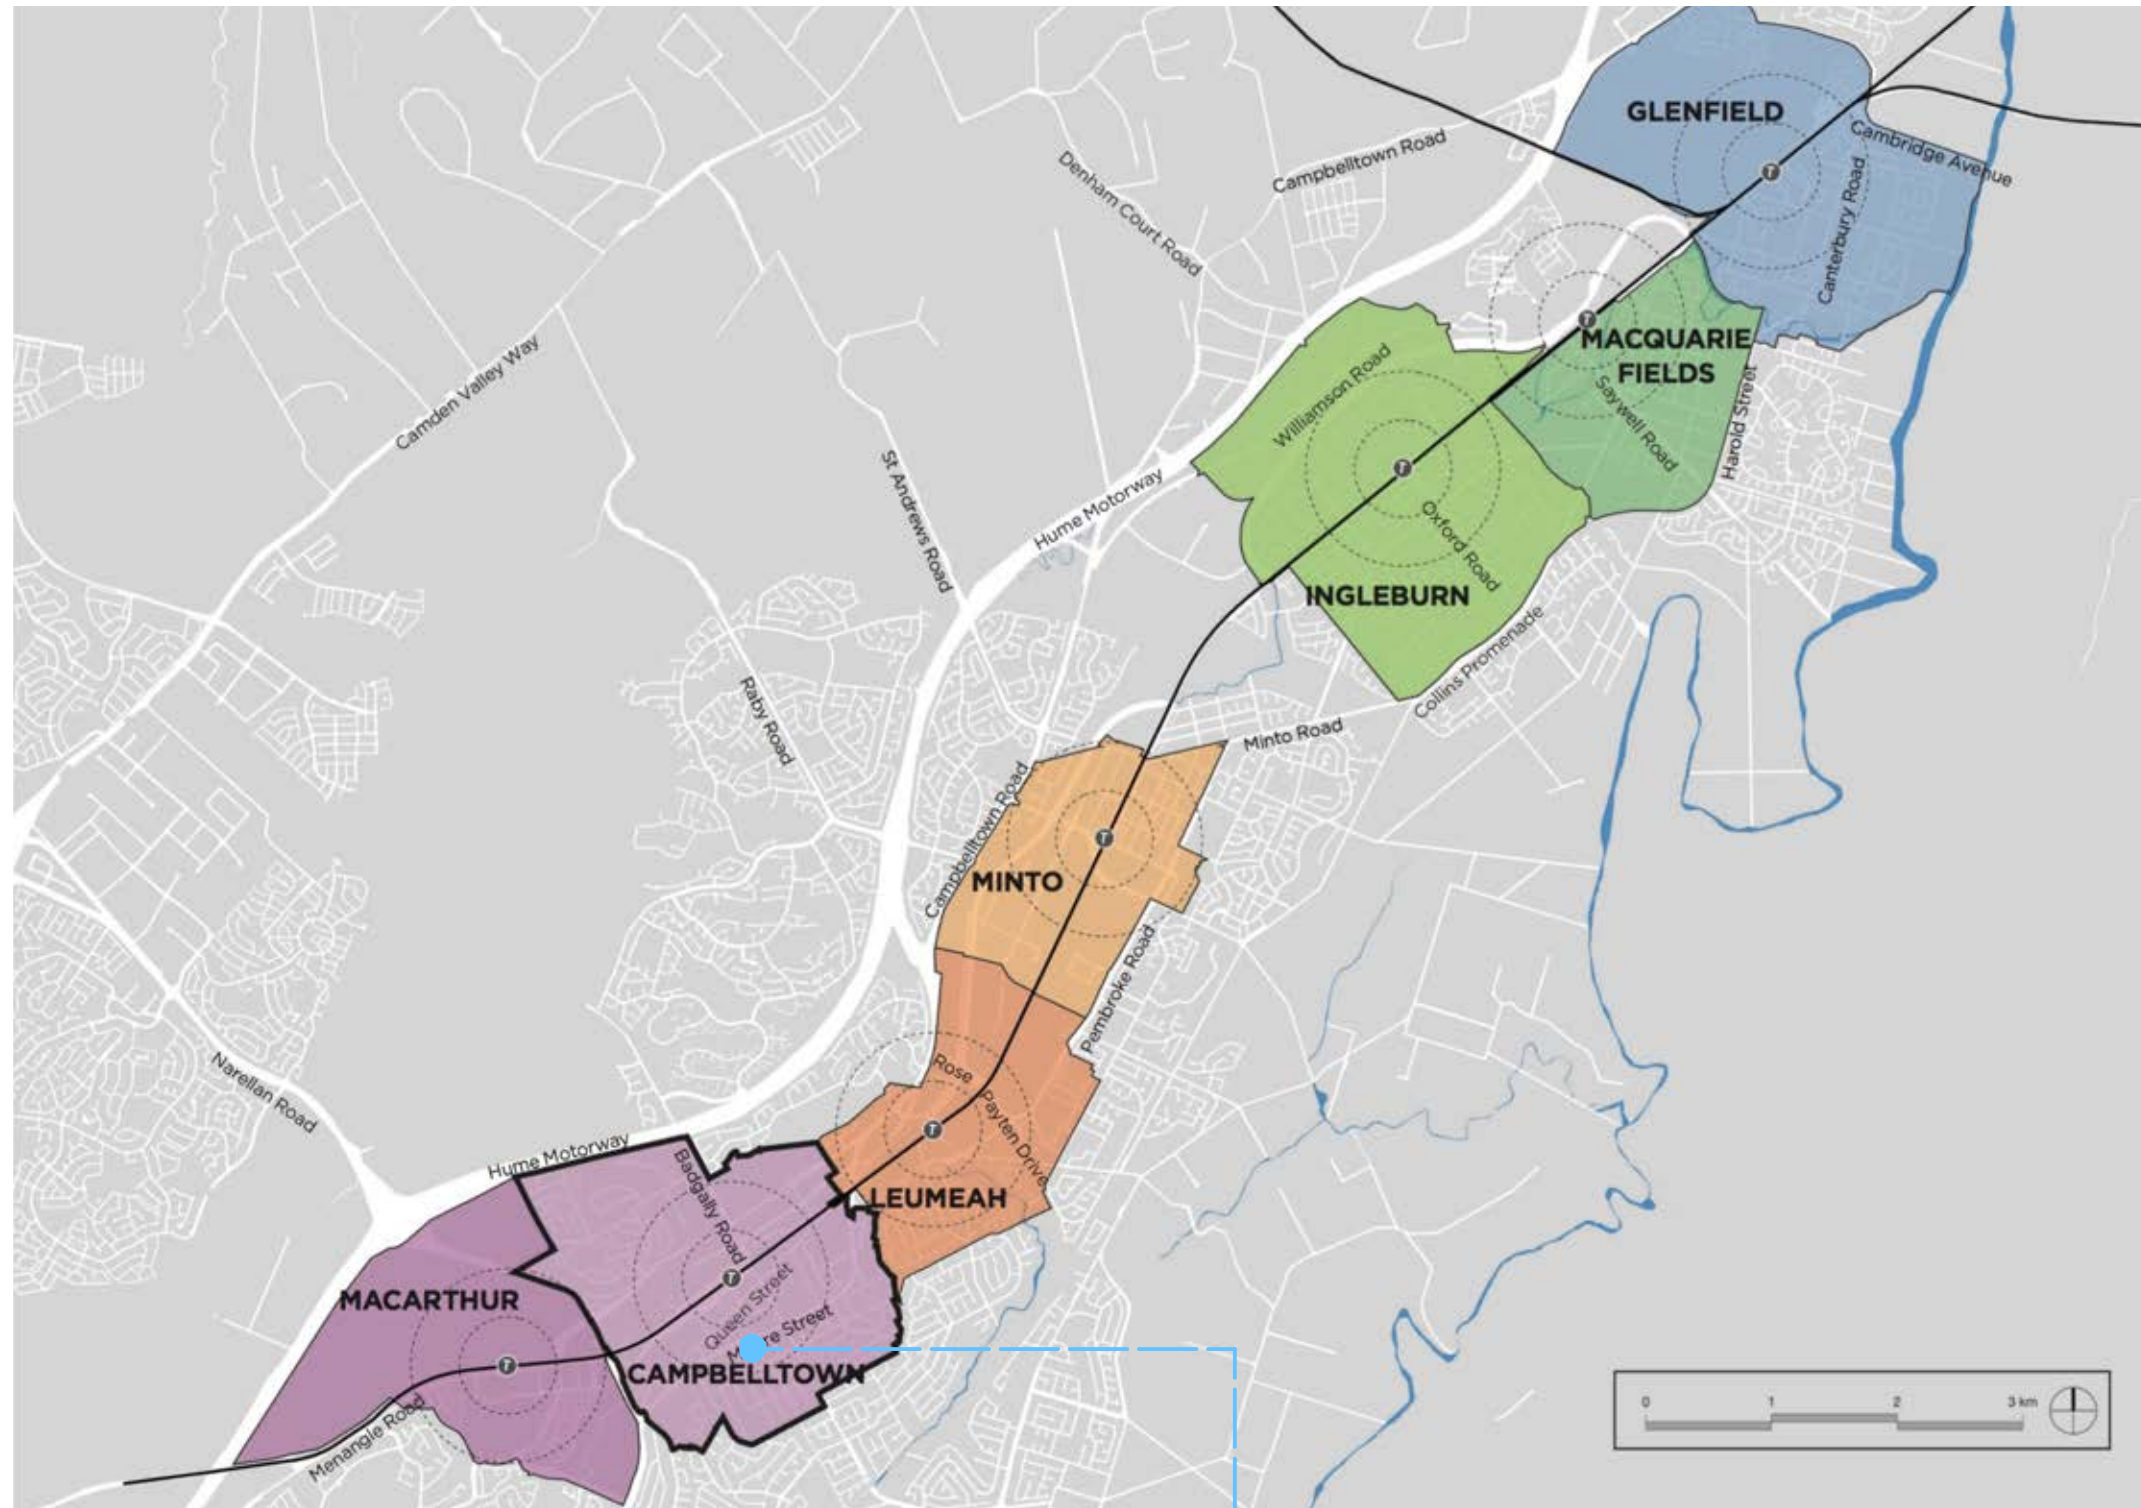 GLENFIELD
Cambridge Avenue
Campbelltown Road
Canterbury Road
Denham Court Road
T
T
MACQUARIE
FIELDS
Camden Valley Way
Williamson Road
Saywell Road
Harold Street
T
St Andrews Road
Hume Motorway
Oxford Road
INGLEBURN
Collins Promenade
Raby Road
Minto Road
Campbelltown Road
T
MINTO
Pembroke Road
Narellan Road
Rose Payten Drive
T
Hume Motorway
Badgally Road
LEUMEAH
T
MACARTHUR
Queen Street
Street
T
CAMPBELLTOWN
Menangle Road
0 1 2 3 km